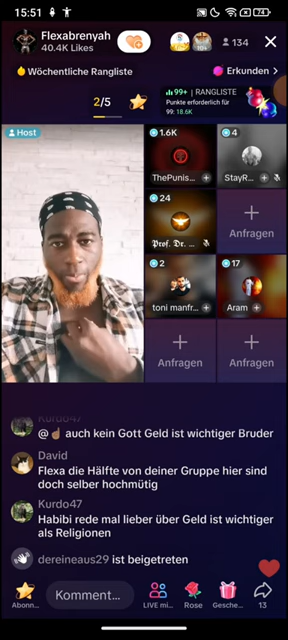 15:51
74
Flexabrenyah
40.4K Likes
10+
134
Wöchentliche Rangliste
Erkunden >
2/5
99+ | RANGLISTE
Punkte erforderlich für
99: 18.6K
Host
1.6K
ThePunis...
4
StayR...
24
Prof. Dr. ...
Anfragen
2
toni manfr...
17
Aram
Anfragen
Anfragen
Kurdo47
@☝🏽 auch kein Gott Geld ist wichtiger Bruder
David
Flexa die Hälfte von deiner Gruppe hier sind
doch selber hochmütig
Kurdo47
Habibi rede mal lieber über Geld ist wichtiger
als Religionen
dereineaus29 ist beigetreten
Abonn...
Komment...
LIVE mi...
Rose
Gesche...
13